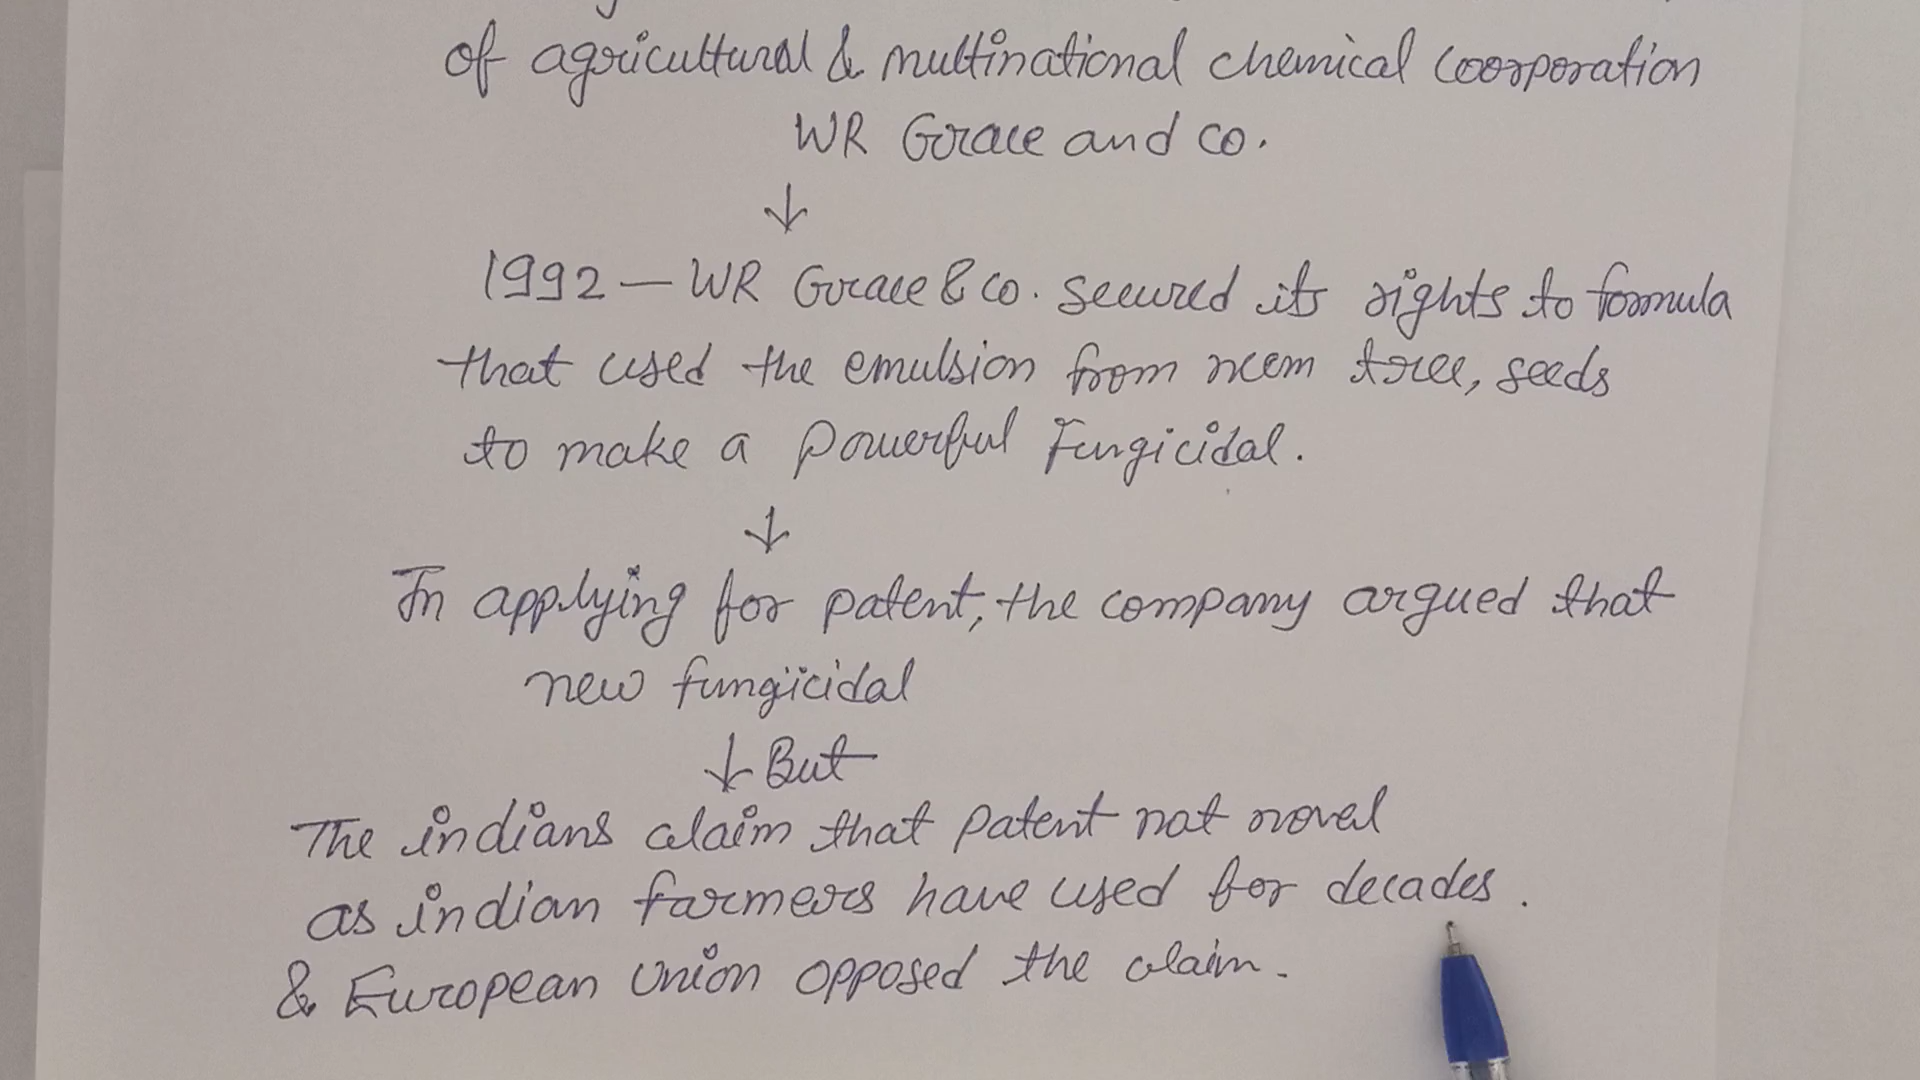 of agricultural & multinational chemical coorporation
WR Grace and co.
↓
1992 — WR Grace & co. secured its rights to formula
that used the emulsion from neem tree, seeds
to make a powerful Fungicidal.
↓
In applying for patent, the company argued that
new fungicidal
↓ But
The indians claim that patent not novel
as indian farmers have used for decades.
& European Union opposed the claim.